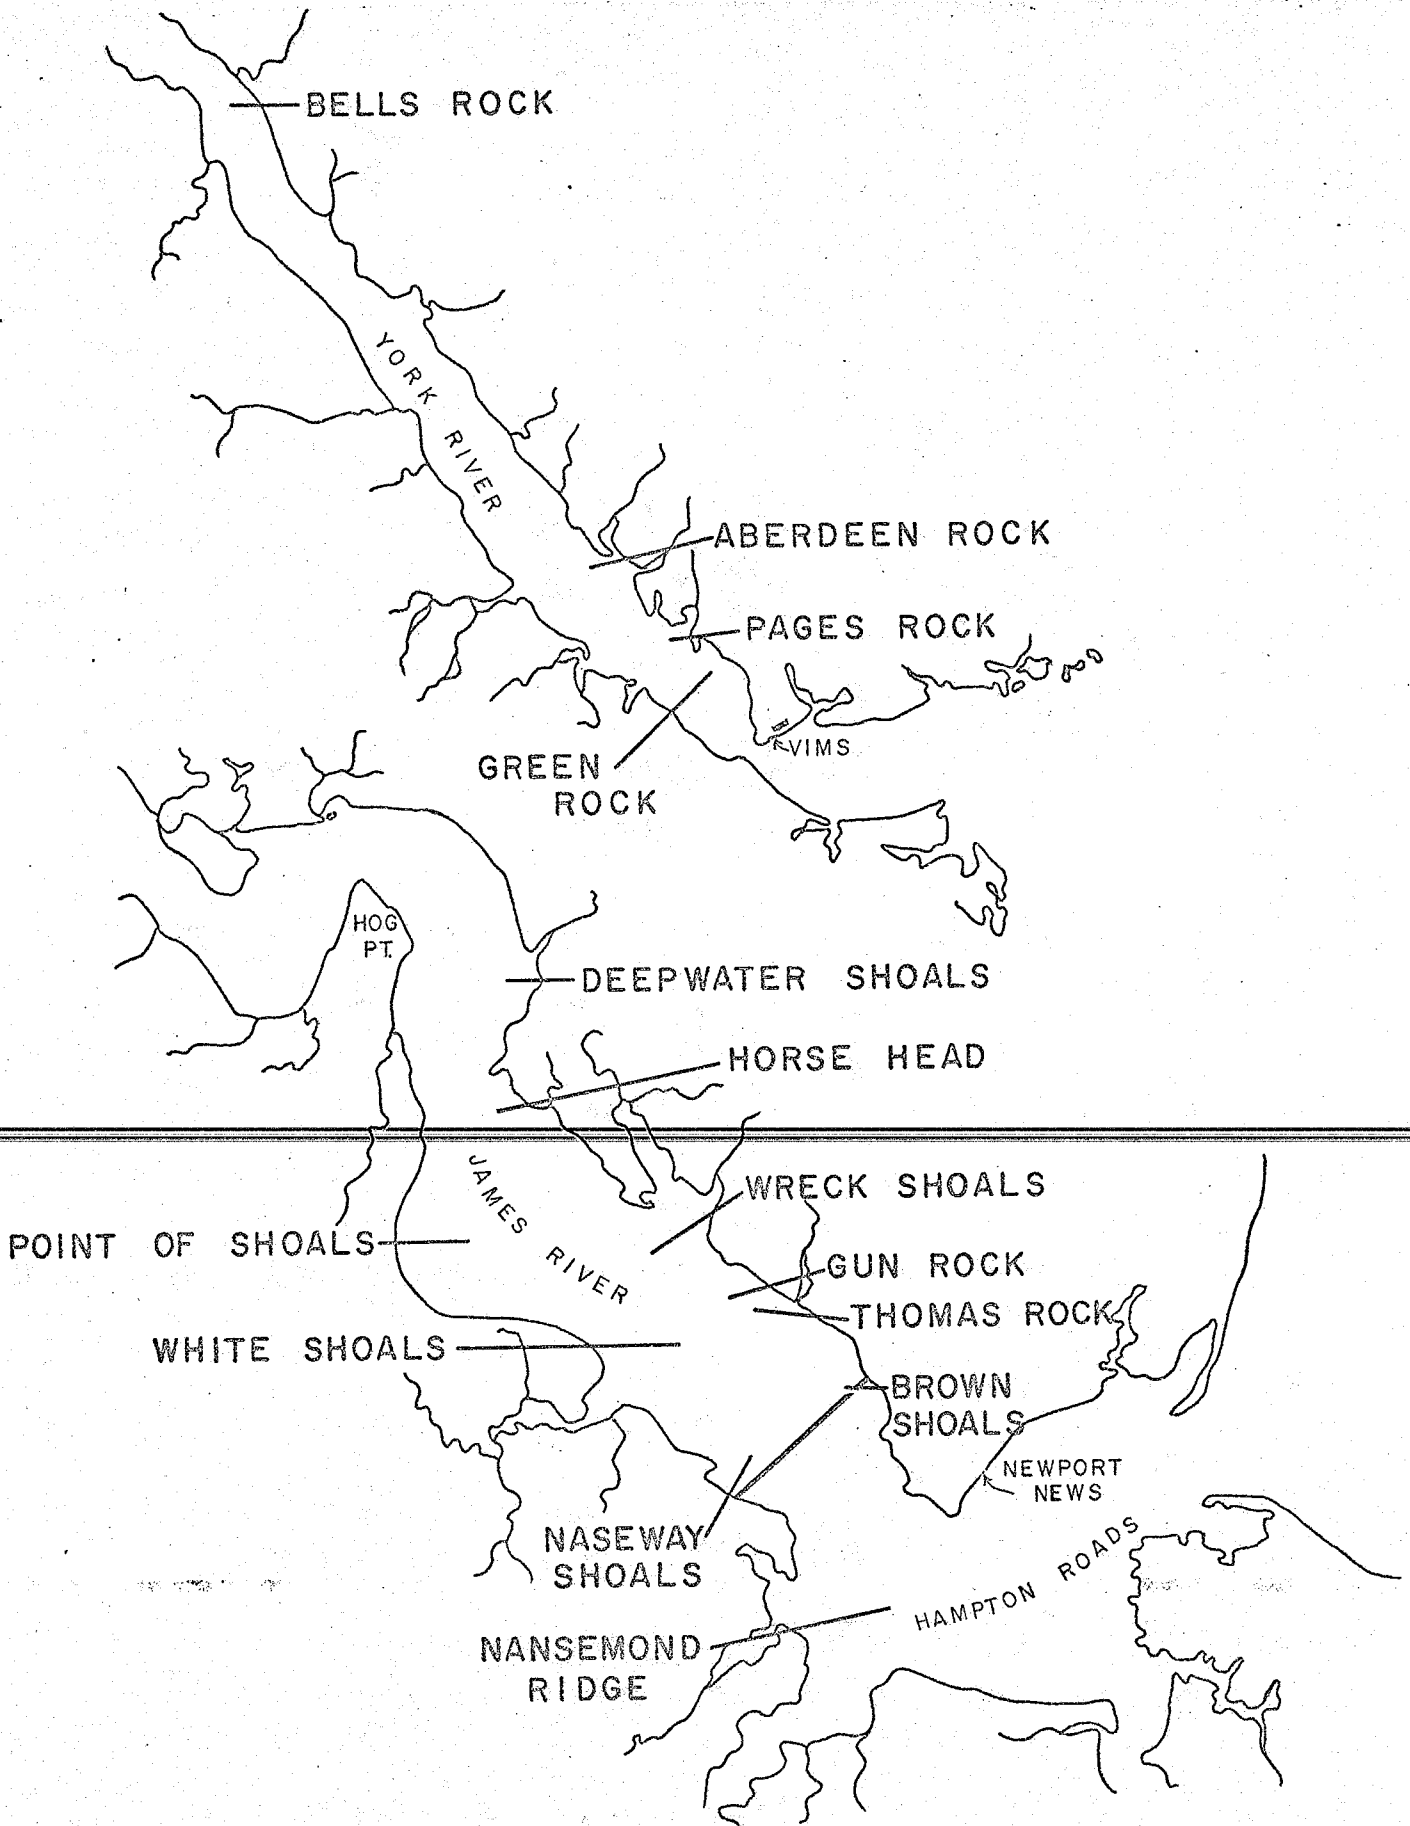 BELLS ROCK
YORK RIVER
ABERDEEN ROCK
PAGES ROCK
VIMS
GREEN
ROCK
HOG
PT.
DEEPWATER SHOALS
HORSE HEAD
JAMES RIVER
WRECK SHOALS
POINT OF SHOALS
GUN ROCK
THOMAS ROCK
WHITE SHOALS
BROWN
SHOALS
NEWPORT
NEWS
NASEWAY
SHOALS
HAMPTON ROADS
NANSEMOND
RIDGE